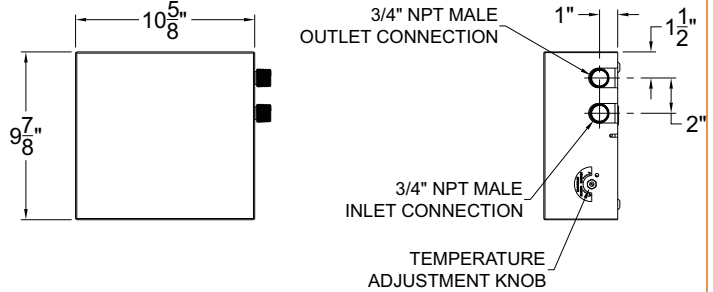 10 5/8"
9 7/8"
3/4" NPT MALE
OUTLET CONNECTION
1"
1 1/2"
2"
3/4" NPT MALE
INLET CONNECTION
TEMPERATURE
ADJUSTMENT KNOB